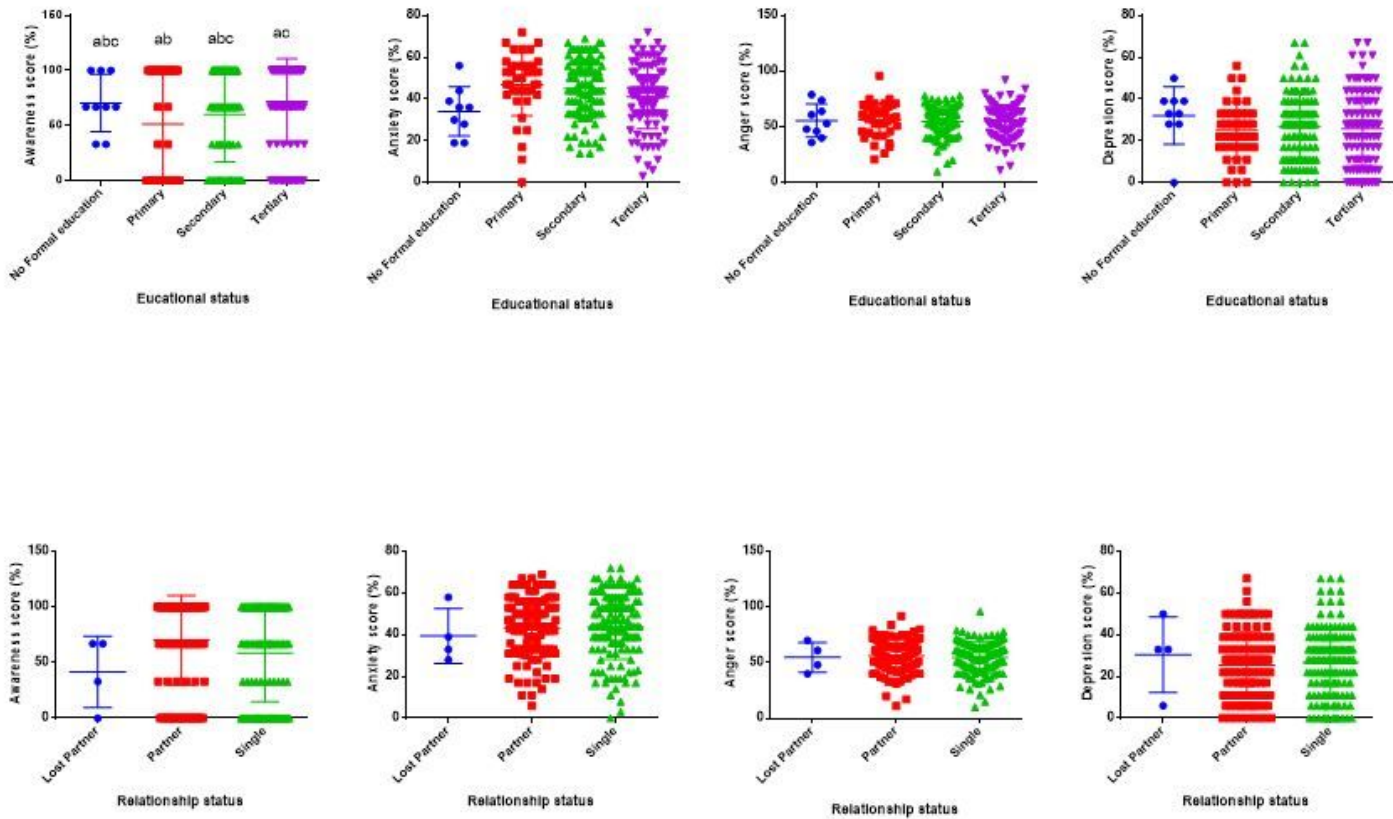 Awareness score (%)
160
100
60
0
abc
ab
abc
ac
No Formal education
Primary
Secondary
Tertiary
Eucational status
Anxiety score (%)
80
60
40
20
0
No Formal education
Primary
Secondary
Tertiary
Educational status
Anger score (%)
150
100
50
0
No Formal education
Primary
Secondary
Tertiary
Educational status
Depresion score (%)
80
60
40
20
0
No Formal education
Primary
Secondary
Tertiary
Educational status
Awareness score (%)
150
100
50
0
Lost Partner
Partner
Single
Relationship status
Anxiety score (%)
80
60
40
20
0
Lost Partner
Partner
Single
Relationship status
Anger score (%)
150
100
50
0
Lost Partner
Partner
Single
Relationship status
Depresion score (%)
80
60
40
20
0
Lost Partner
Partner
Single
Relationship status